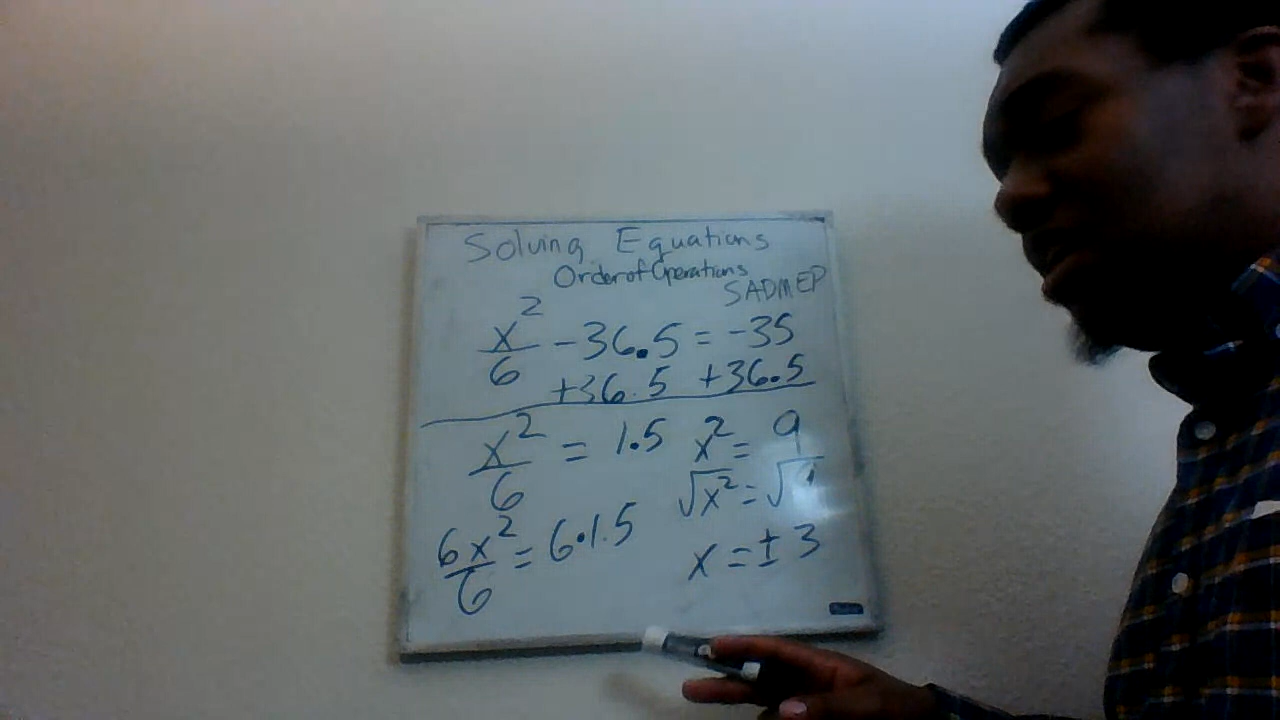 Solving Equations
Order of Operations
SADMEP
x²/6 - 36.5 = -35
+36.5 +36.5
x²/6 = 1.5
6x²/6 = 6•1.5
x² = 9
√x² = √
x = ± 3